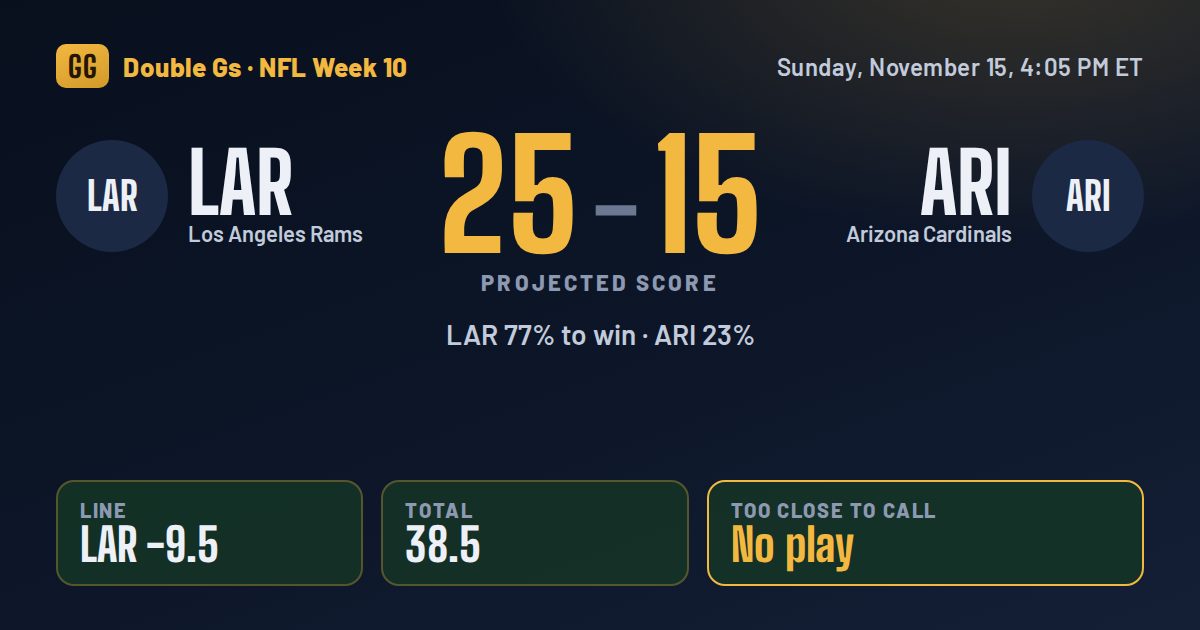 GG
Double Gs · NFL Week 10
Sunday, November 15, 4:05 PM ET
LAR
LAR
Los Angeles Rams
25 – 15
PROJECTED SCORE
LAR 77% to win · ARI 23%
ARI
Arizona Cardinals
ARI
LINE
LAR -9.5
TOTAL
38.5
TOO CLOSE TO CALL
No play